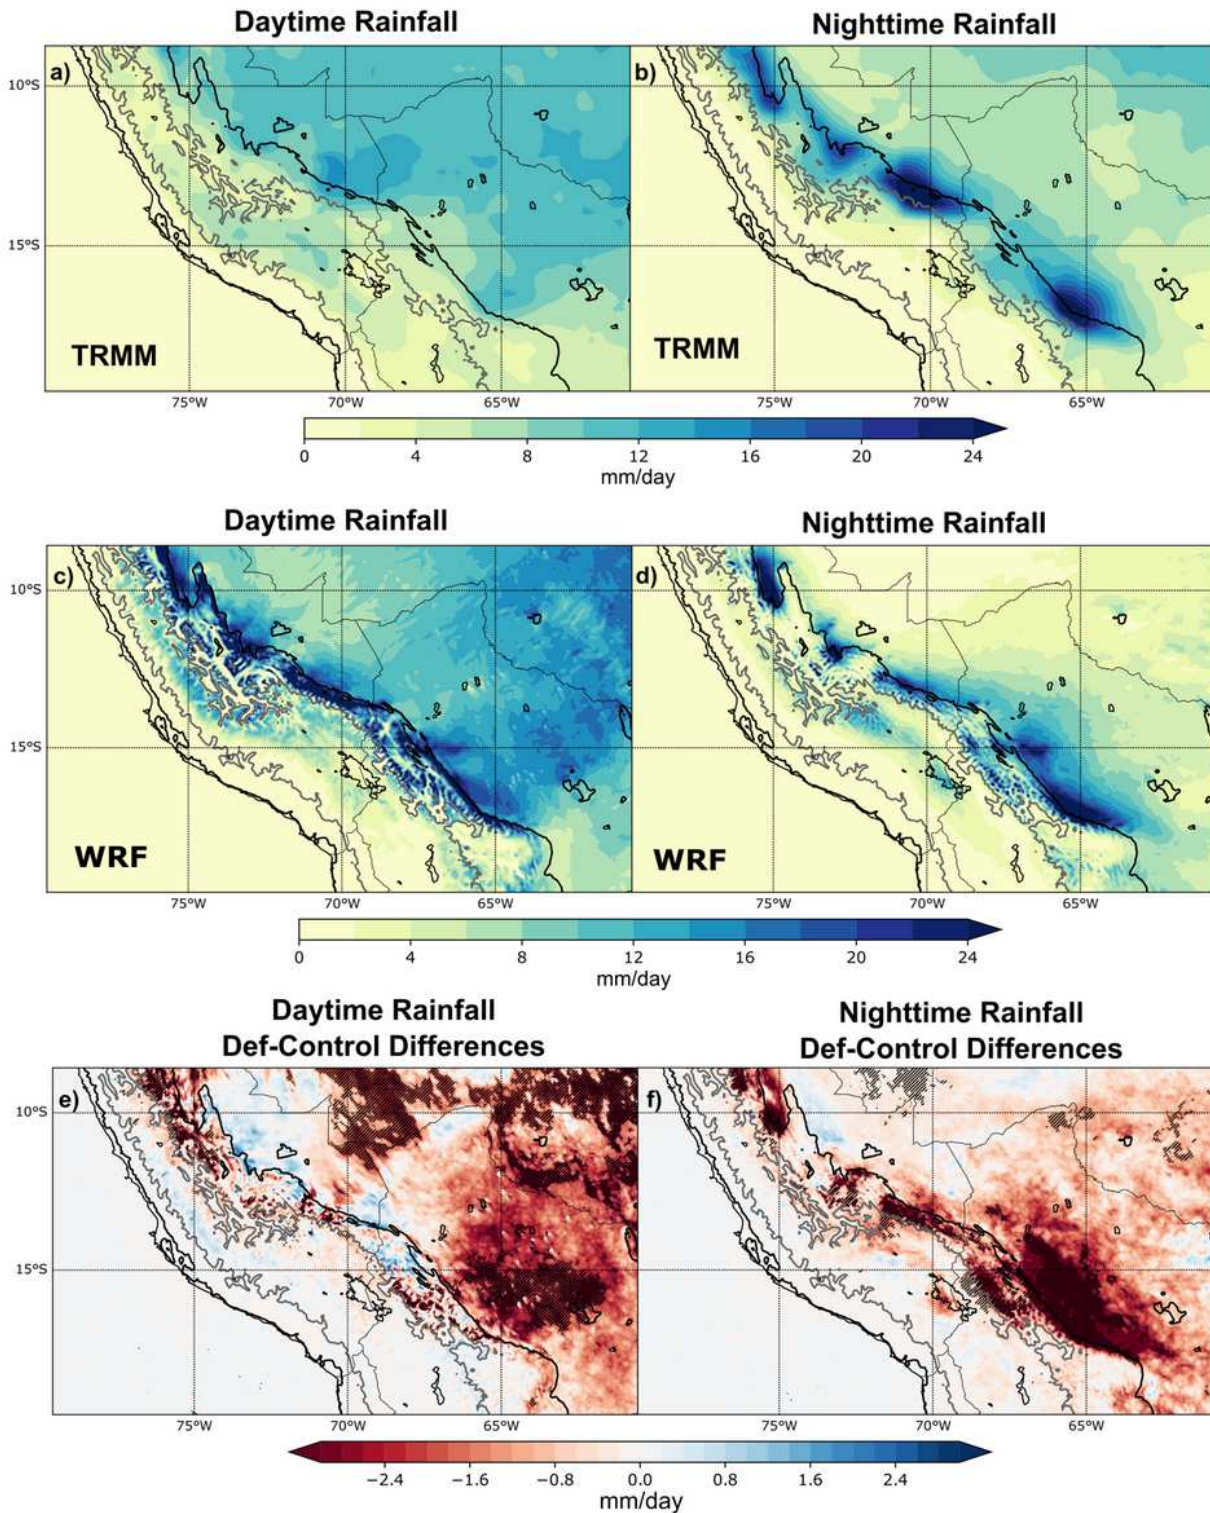 Daytime Rainfall
Nighttime Rainfall
a)
b)
10°S
15°S
TRMM
TRMM
75°W 70°W 65°W
75°W 70°W 65°W
0 4 8 12 16 20 24
mm/day
Daytime Rainfall
Nighttime Rainfall
c)
d)
10°S
15°S
WRF
WRF
75°W 70°W 65°W
75°W 70°W 65°W
0 4 8 12 16 20 24
mm/day
Daytime Rainfall
Def-Control Differences
Nighttime Rainfall
Def-Control Differences
e)
f)
10°S
15°S
75°W 70°W 65°W
75°W 70°W 65°W
−2.4 −1.6 −0.8 0.0 0.8 1.6 2.4
mm/day